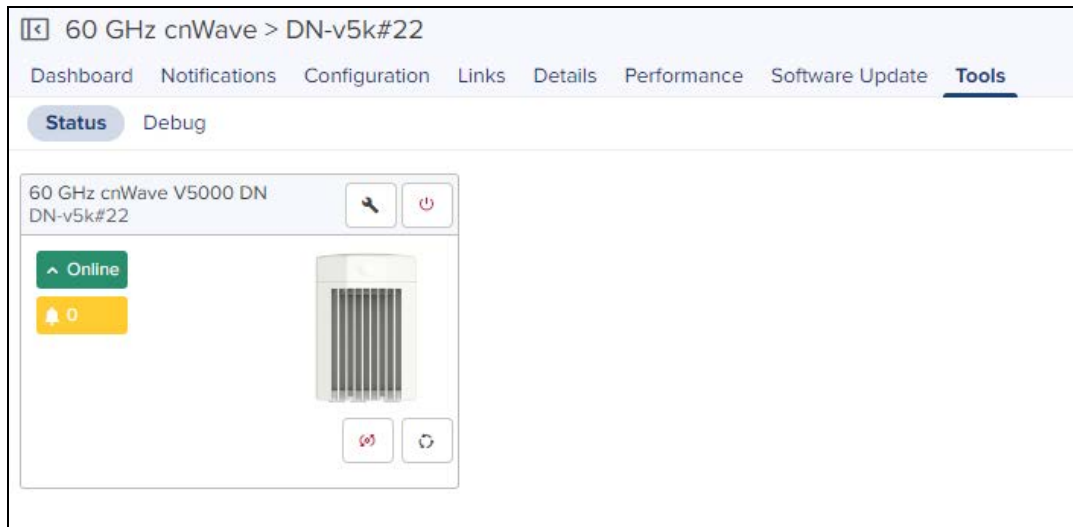 60 GHz cnWave > DN-v5k#22
Dashboard Notifications Configuration Links Details Performance Software Update Tools
Status Debug
60 GHz cnWave V5000 DN
DN-v5k#22
Online
0